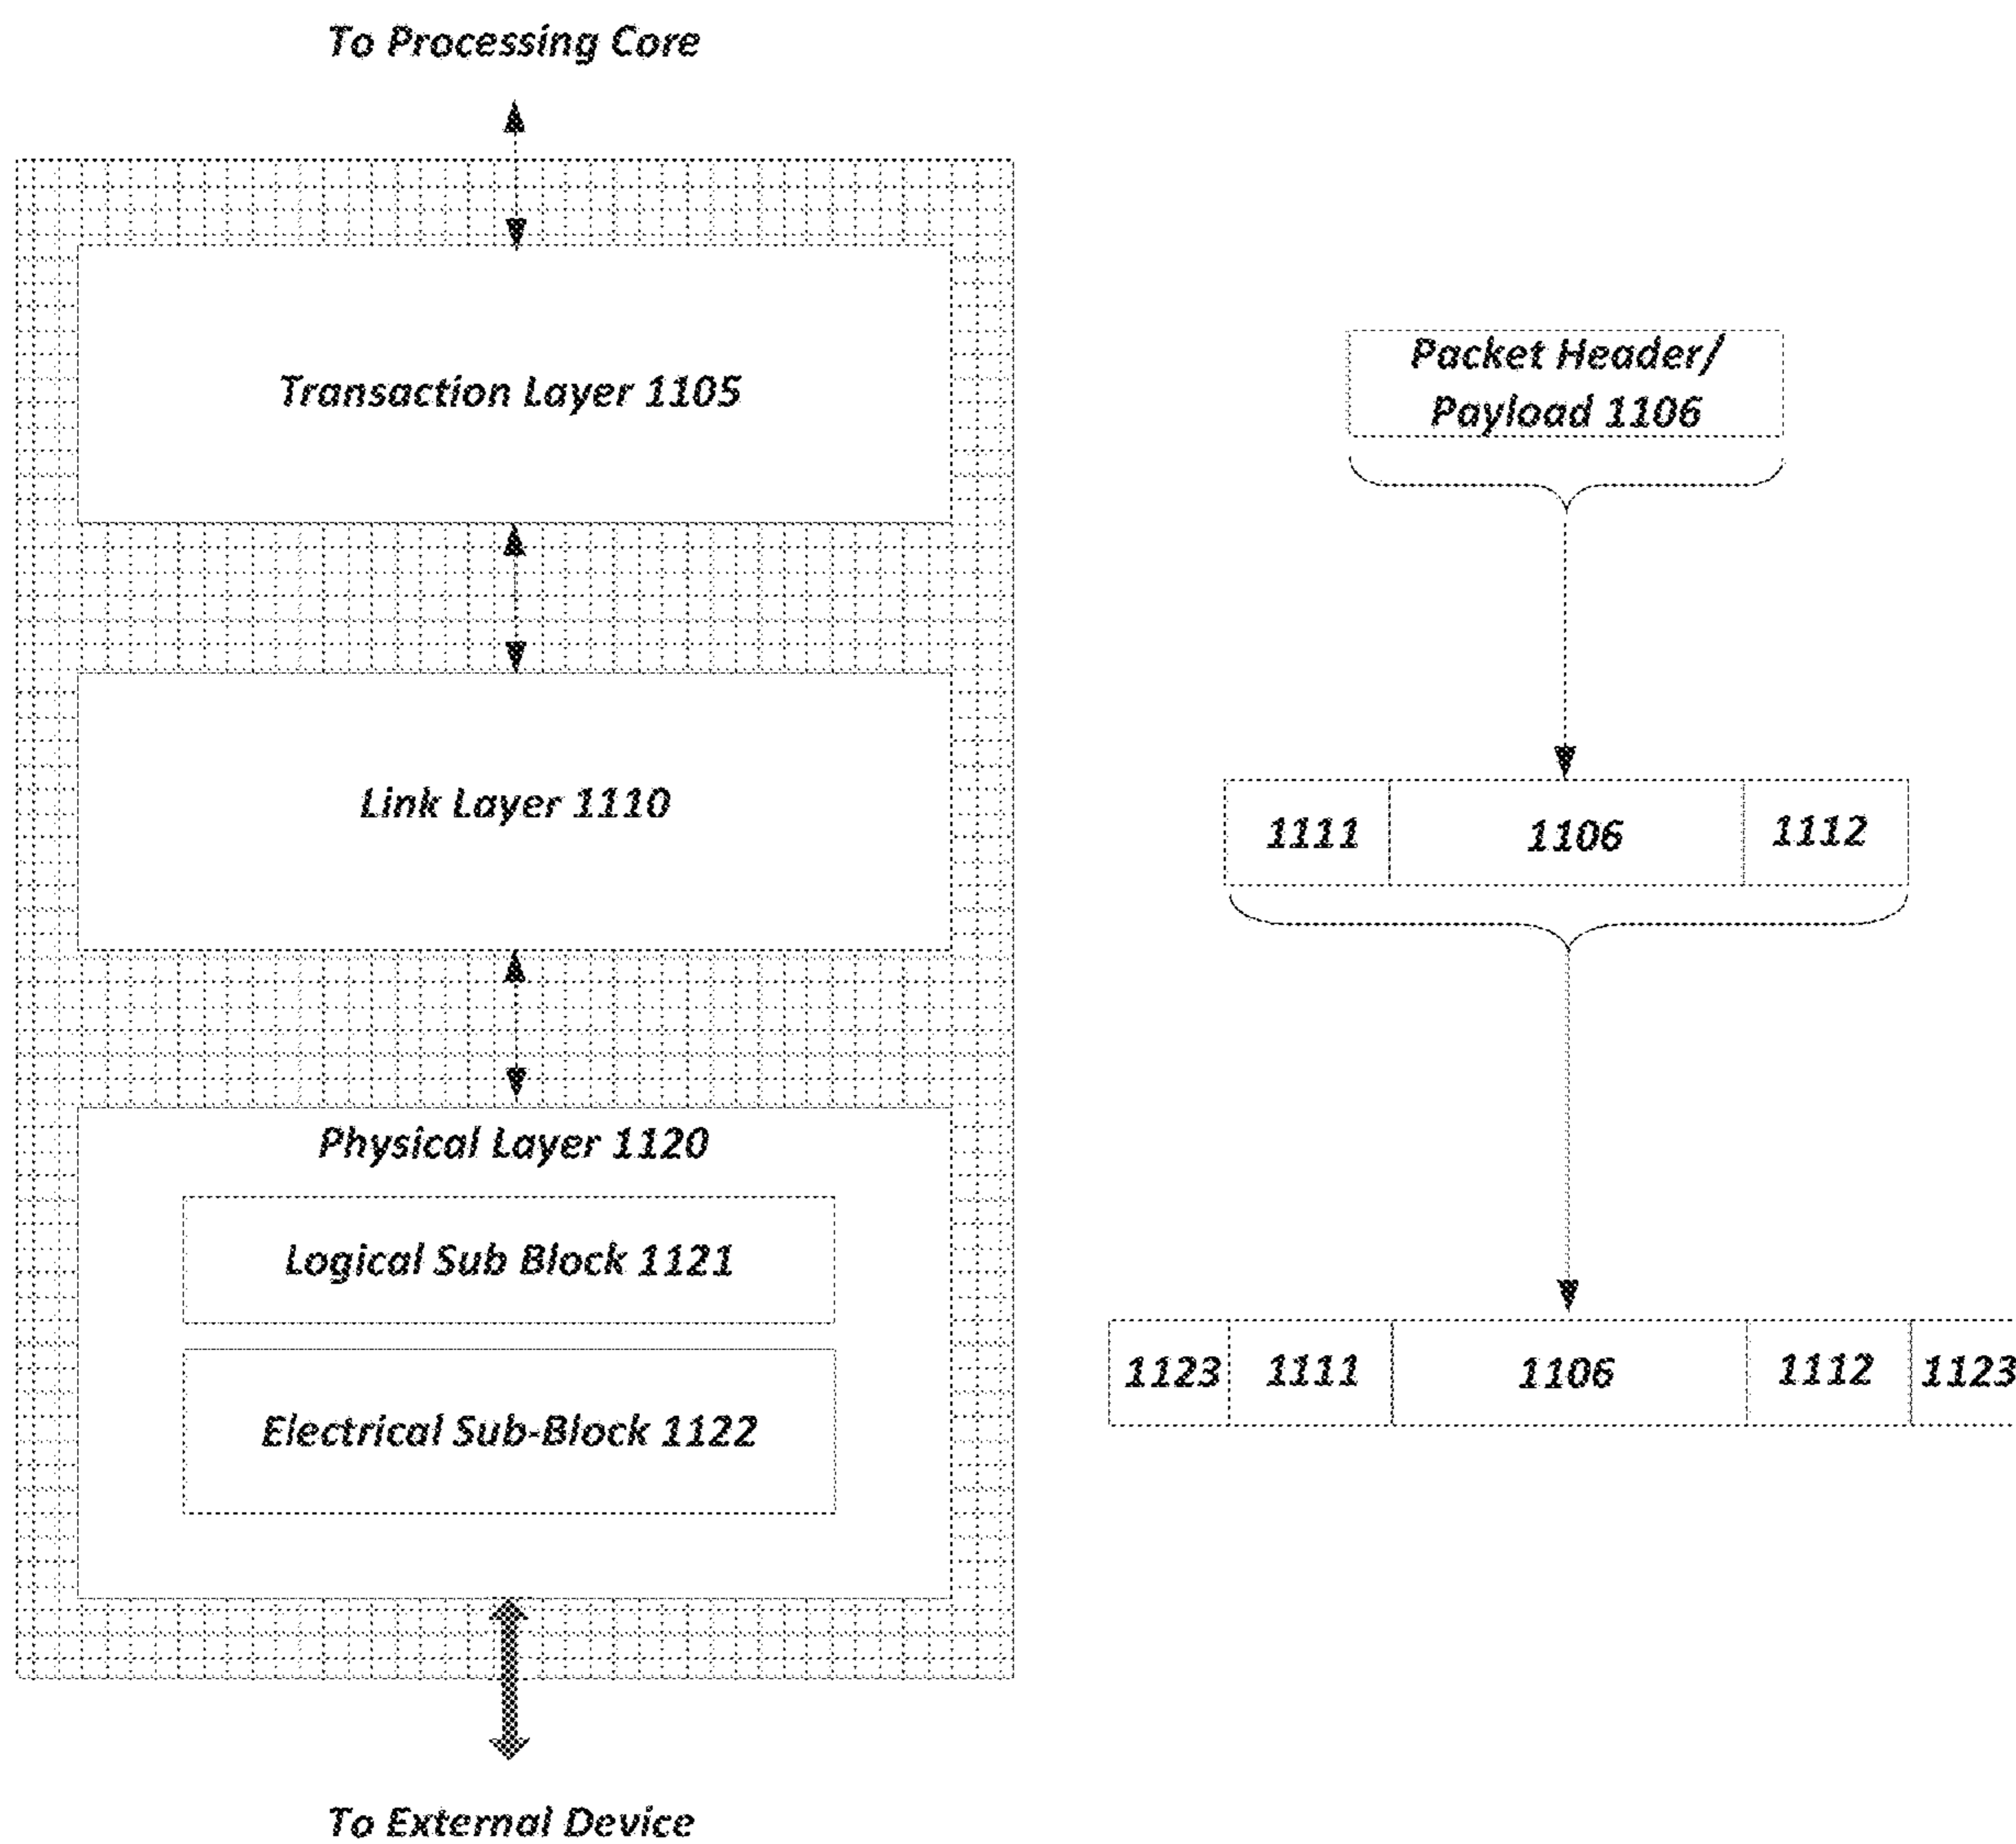 To Processing Core
Transaction Layer 1105
Packet Header/
Payload 1106
Link Layer 1110
1111 1106 1112
Physical Layer 1120
Logical Sub Block 1121
Electrical Sub-Block 1122
1123 1111 1106 1112 1123
To External Device